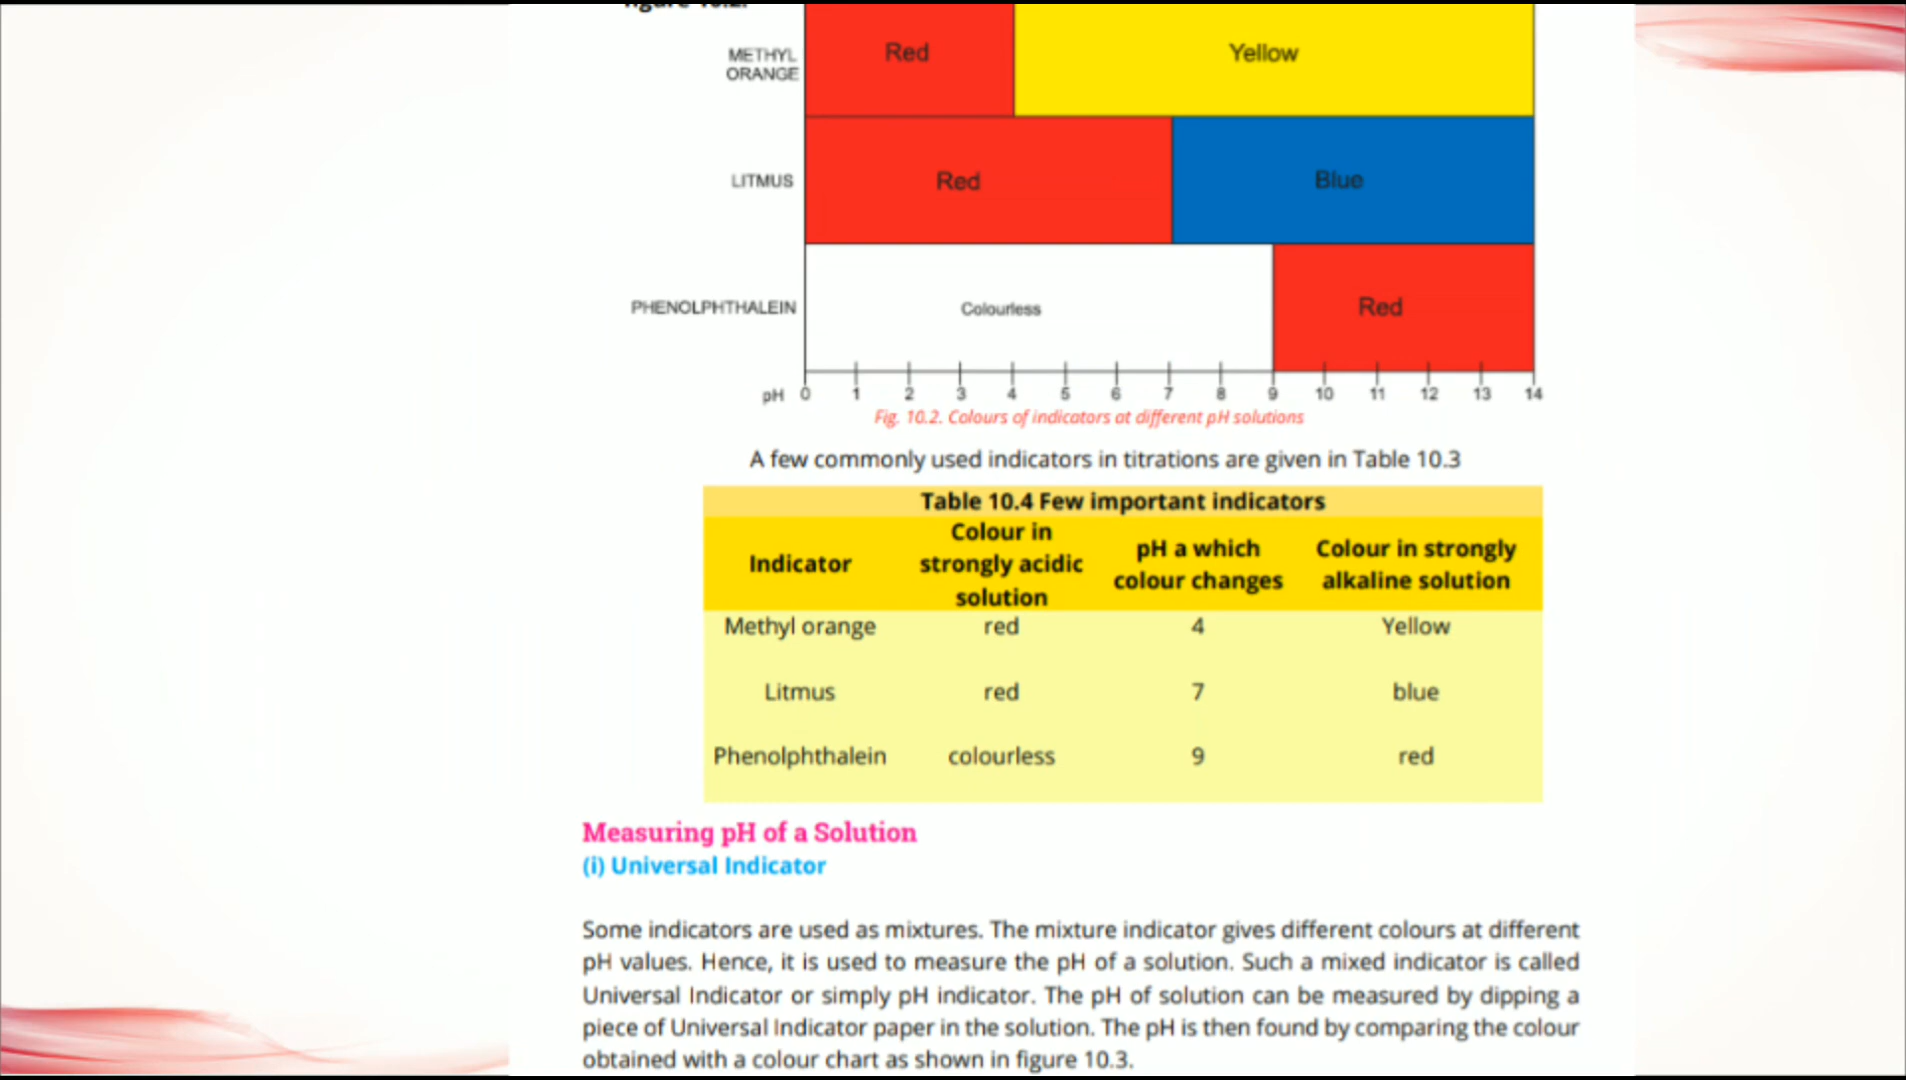 figure 10.2.
METHYL
ORANGE
Red
Yellow
LITMUS
Red
Blue
PHENOLPHTHALEIN
Colourless
Red
pH 0 1 2 3 4 5 6 7 8 9 10 11 12 13 14
Fig. 10.2. Colours of indicators at different pH solutions
A few commonly used indicators in titrations are given in Table 10.3
Table 10.4 Few important indicators
Indicator
Colour in
strongly acidic
solution
pH a which
colour changes
Colour in strongly
alkaline solution
Methyl orange red 4 Yellow
Litmus red 7 blue
Phenolphthalein colourless 9 red
Measuring pH of a Solution
(i) Universal Indicator
Some indicators are used as mixtures. The mixture indicator gives different colours at different
pH values. Hence, it is used to measure the pH of a solution. Such a mixed indicator is called
Universal Indicator or simply pH indicator. The pH of solution can be measured by dipping a
piece of Universal Indicator paper in the solution. The pH is then found by comparing the colour
obtained with a colour chart as shown in figure 10.3.